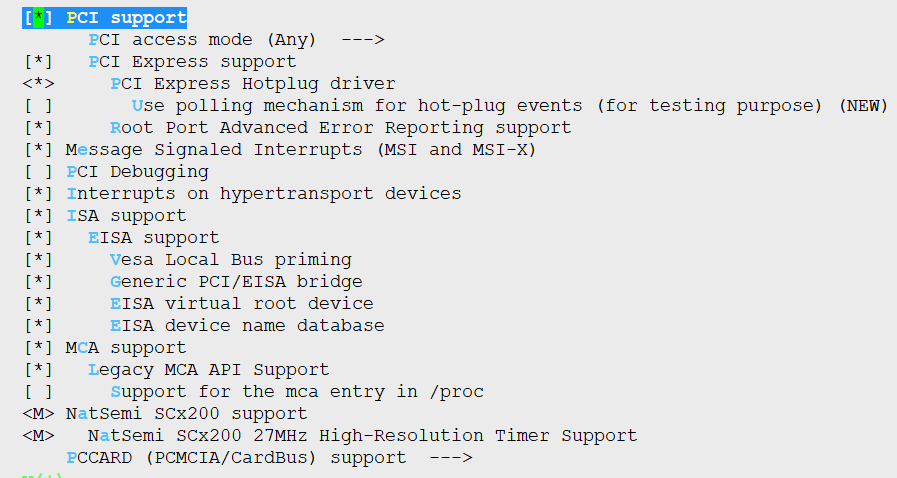 [*] PCI support
PCI access mode (Any)  --->
[*] PCI Express support
<*> PCI Express Hotplug driver
[ ] Use polling mechanism for hot-plug events (for testing purpose) (NEW)
[*] Root Port Advanced Error Reporting support
[*] Message Signaled Interrupts (MSI and MSI-X)
[ ] PCI Debugging
[*] Interrupts on hypertransport devices
[*] ISA support
[*] EISA support
[*] Vesa Local Bus priming
[*] Generic PCI/EISA bridge
[*] EISA virtual root device
[*] EISA device name database
[*] MCA support
[*] Legacy MCA API Support
[ ] Support for the mca entry in /proc
<M> NatSemi SCx200 support
<M> NatSemi SCx200 27MHz High-Resolution Timer Support
PCCARD (PCMCIA/CardBus) support  --->